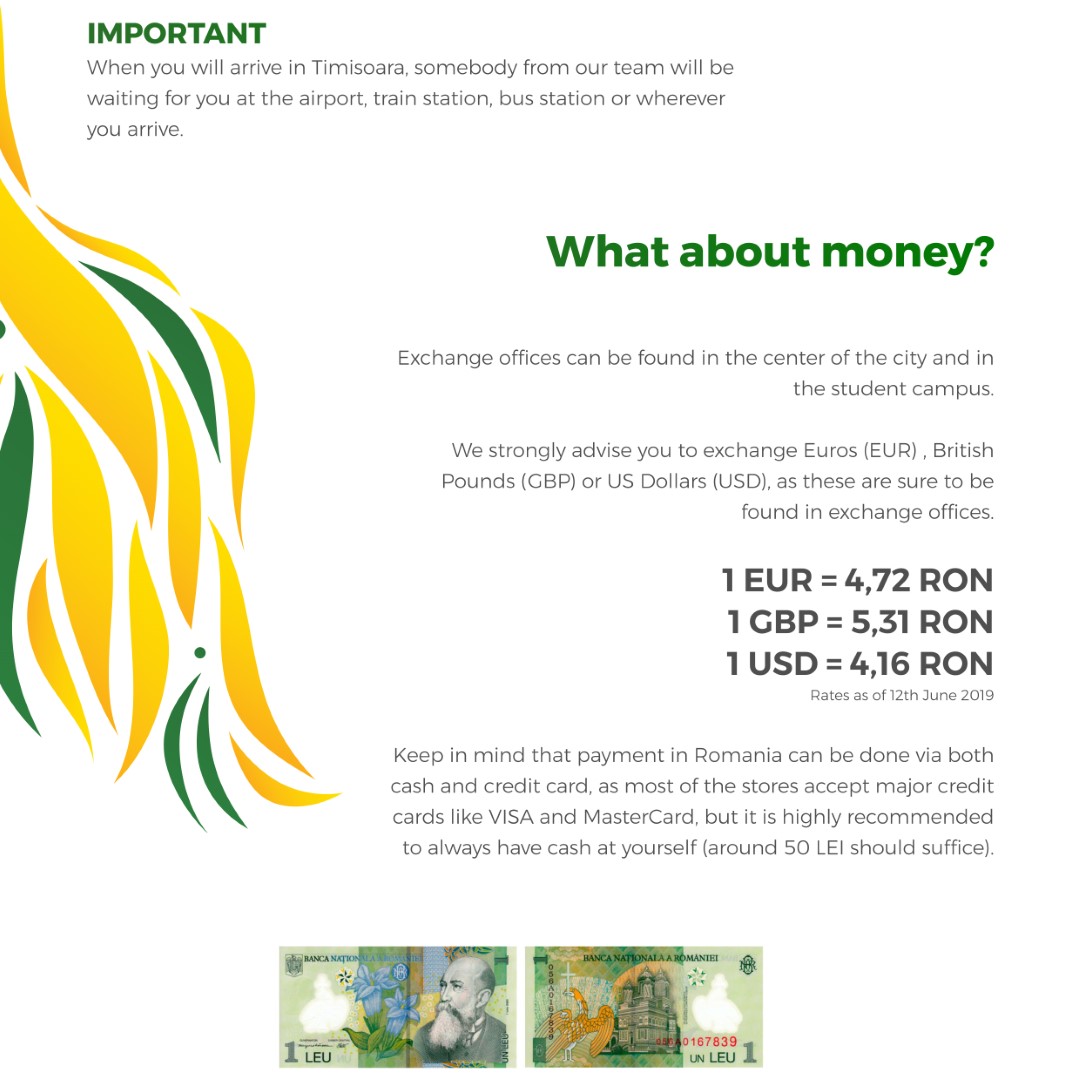 IMPORTANT
When you will arrive in Timisoara, somebody from our team will be
waiting for you at the airport, train station, bus station or wherever
you arrive.
What about money?
Exchange offices can be found in the center of the city and in
the student campus.
We strongly advise you to exchange Euros (EUR) , British
Pounds (GBP) or US Dollars (USD), as these are sure to be
found in exchange offices.
1 EUR = 4,72 RON
1 GBP = 5,31 RON
1 USD = 4,16 RON
Rates as of 12th June 2019
Keep in mind that payment in Romania can be done via both
cash and credit card, as most of the stores accept major credit
cards like VISA and MasterCard, but it is highly recommended
to always have cash at yourself (around 50 LEI should suffice).
BANCA NAŢIONALĂ A ROMÂNIEI
1 LEU
UN LEU
BANCA NAŢIONALĂ A ROMÂNIEI
056A0167839
UN LEU 1